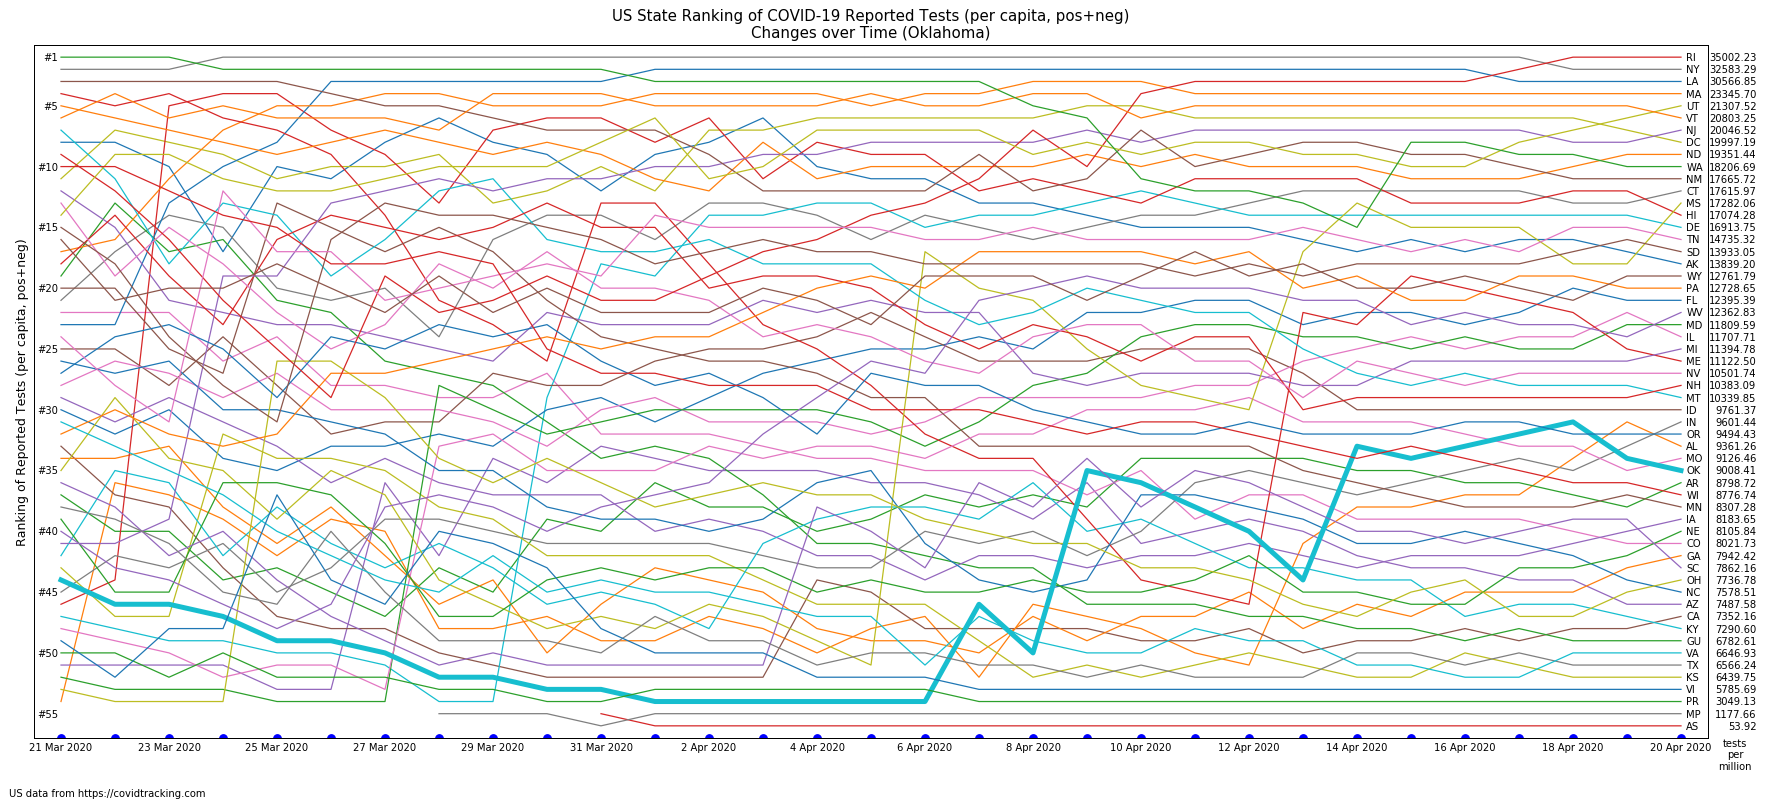 US State Ranking of COVID-19 Reported Tests (per capita, pos+neg)
Changes over Time (Oklahoma)
Ranking of Reported Tests (per capita, pos+neg)
#1
#5
#10
#15
#20
#25
#30
#35
#40
#45
#50
#55
RI 35002.23
NY 32583.29
LA 30566.85
MA 23345.70
UT 21307.52
VT 20803.25
NJ 20046.52
DC 19997.19
ND 19351.44
WA 18206.69
NM 17665.72
CT 17615.97
MS 17282.06
HI 17074.28
DE 16913.75
TN 14735.32
SD 13933.05
AK 13839.20
WY 12761.79
PA 12728.65
FL 12395.39
WV 12362.83
MD 11809.59
IL 11707.71
MI 11394.78
ME 11122.50
NV 10501.74
NH 10383.09
MT 10339.85
ID 9761.37
IN 9601.44
OR 9494.43
AL 9361.26
MO 9126.46
OK 9008.41
AR 8798.72
WI 8776.74
MN 8307.28
IA 8183.65
NE 8105.84
CO 8021.73
GA 7942.42
SC 7862.16
OH 7736.78
NC 7578.51
AZ 7487.58
CA 7352.16
KY 7290.60
GU 6782.61
VA 6646.93
TX 6566.24
KS 6439.75
VI 5785.69
PR 3049.13
MP 1177.66
AS 53.92
21 Mar 2020 23 Mar 2020 25 Mar 2020 27 Mar 2020 29 Mar 2020 31 Mar 2020 2 Apr 2020 4 Apr 2020 6 Apr 2020 8 Apr 2020 10 Apr 2020 12 Apr 2020 14 Apr 2020 16 Apr 2020 18 Apr 2020 20 Apr 2020
tests
per
million
US data from https://covidtracking.com